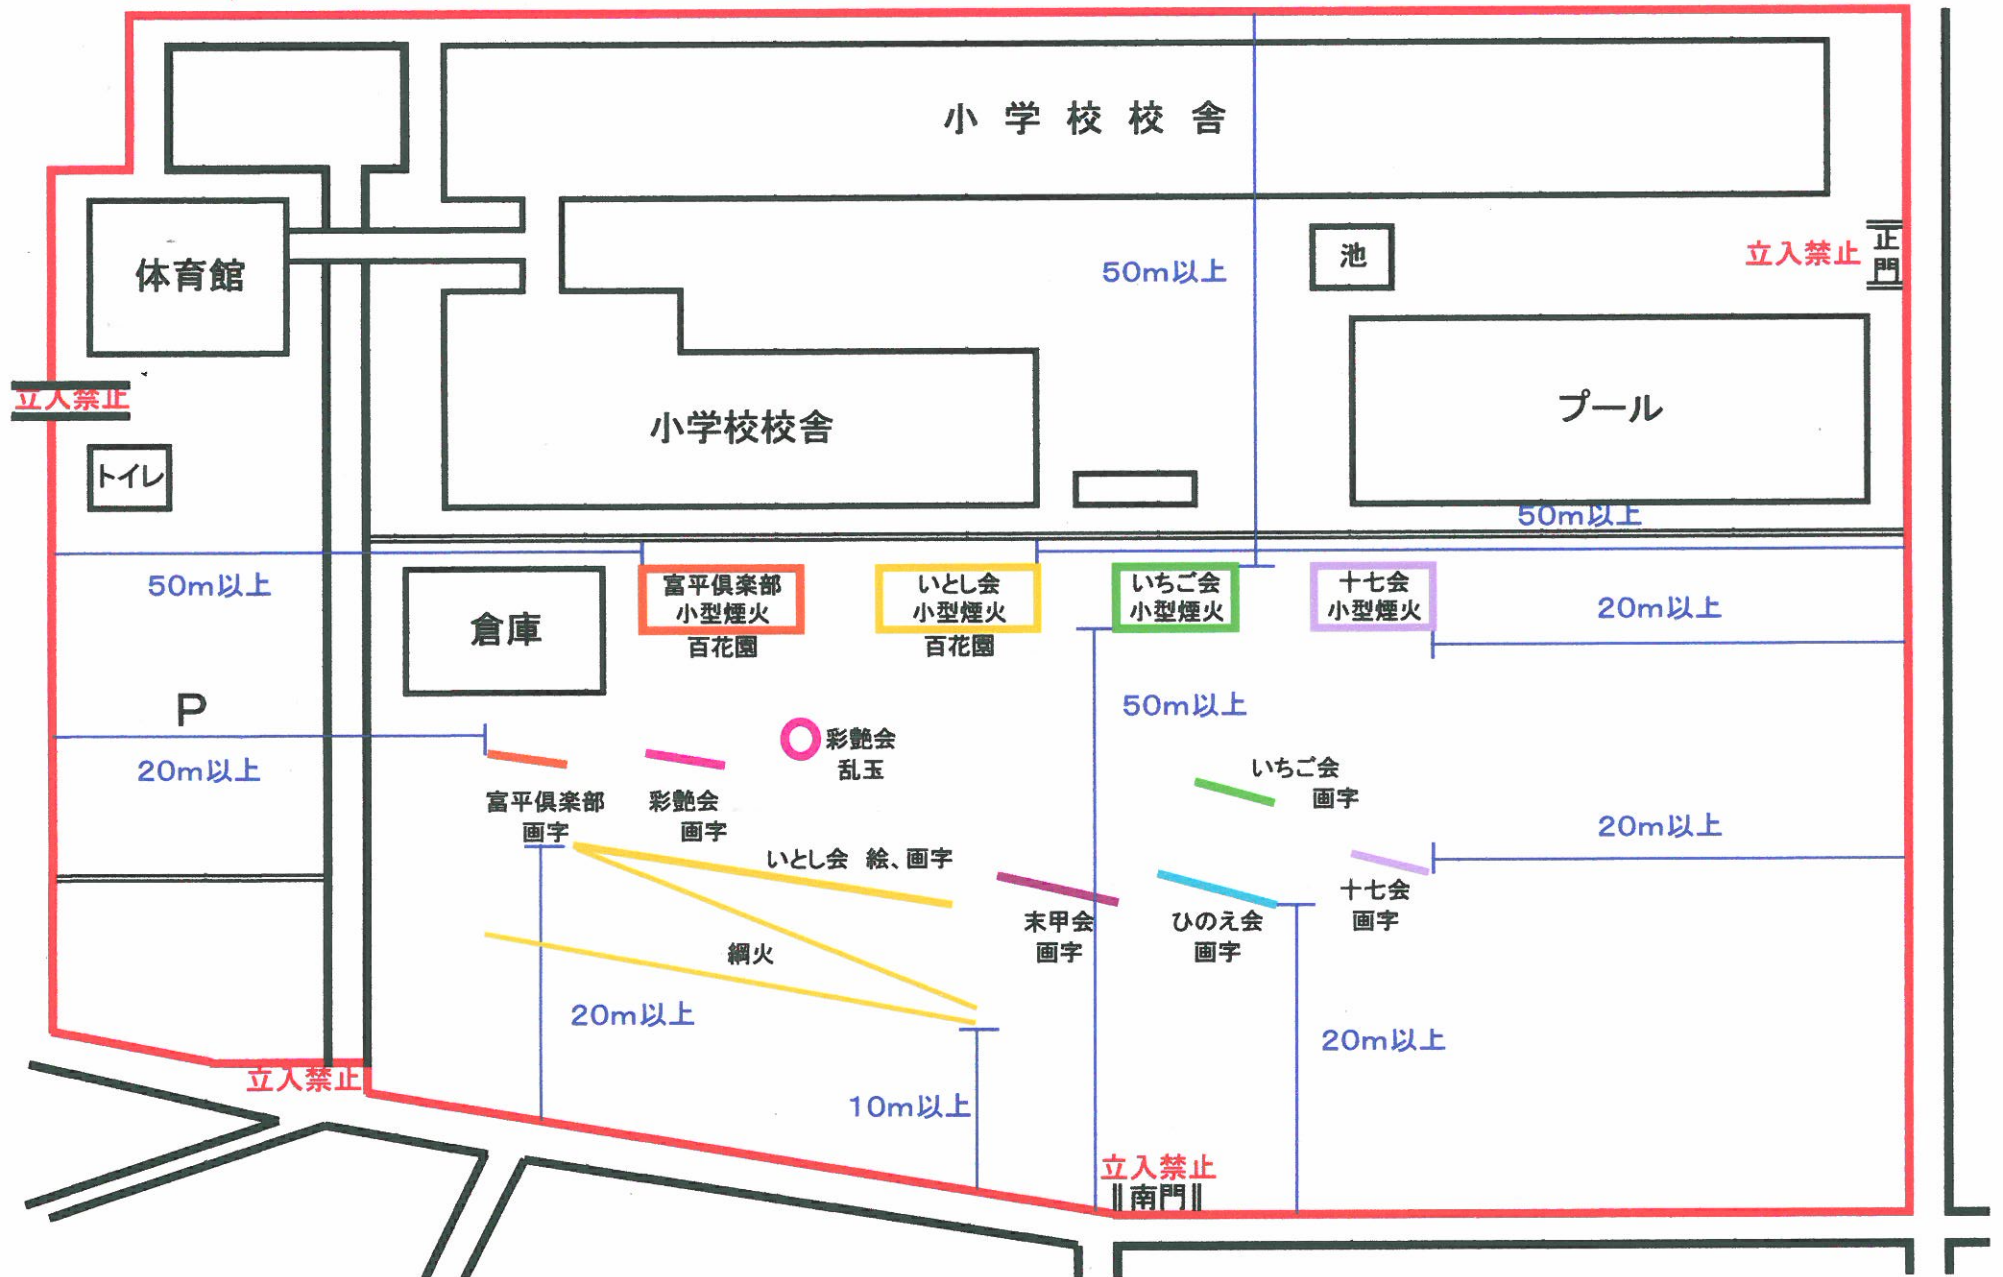 小学校校舎
体育館
50m以上
池
立入禁止
正門
立入禁止
小学校校舎
プール
トイレ
50m以上
50m以上
倉庫
富平倶楽部
小型煙火
百花園
いとし会
小型煙火
百花園
いちご会
小型煙火
十七会
小型煙火
20m以上
P
20m以上
50m以上
彩艶会
乱玉
富平倶楽部
画字
彩艶会
画字
いちご会
画字
20m以上
いとし会 絵、画字
末甲会
画字
ひのえ会
画字
十七会
画字
綱火
20m以上
20m以上
10m以上
立入禁止
立入禁止
南門